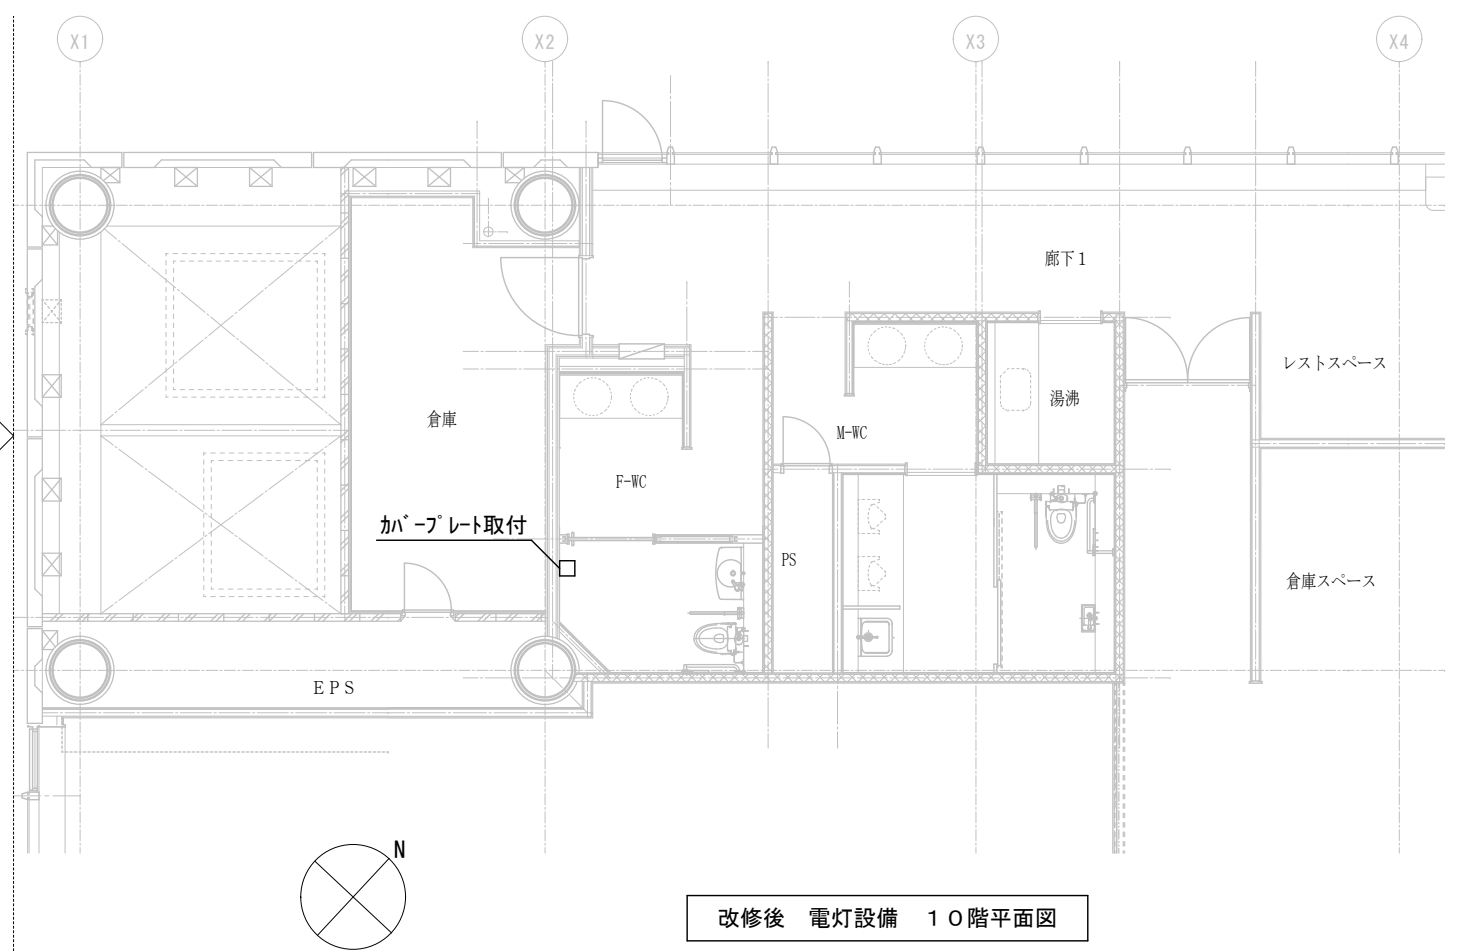 X1
X2
X3
X4
廊下1
レストスペース
湯沸
倉庫
M-WC
F-WC
ｶﾊﾞｰﾌﾟﾚｰﾄ取付
PS
倉庫スペース
ＥＰＳ
N
改修後　電灯設備　１０階平面図